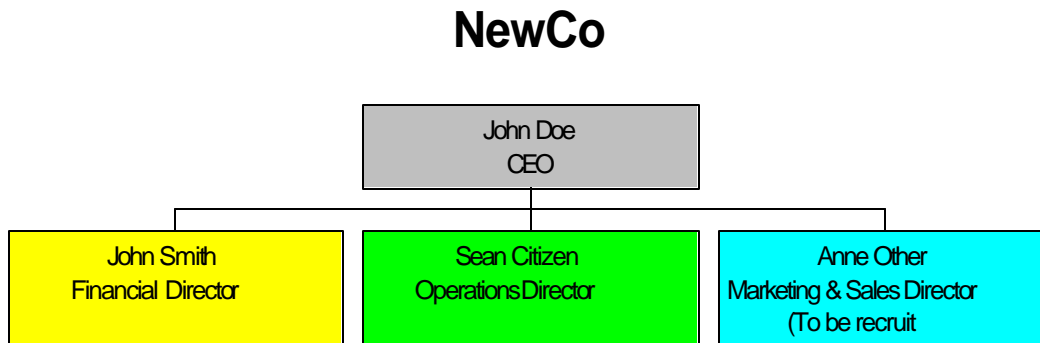 NewCo
John Doe
CEO
John Smith
Financial Director
Sean Citizen
Operations Director
Anne Other
Marketing & Sales Director
(To be recruit